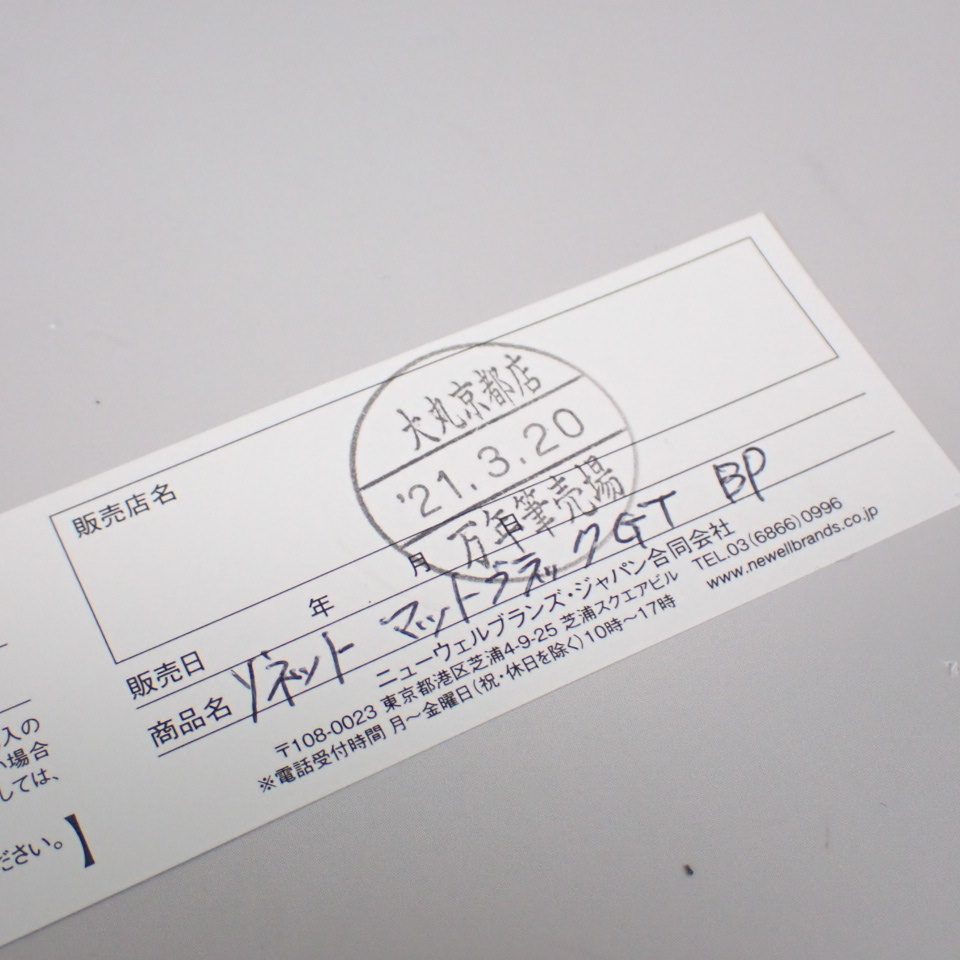 販売店名
大丸京都店
'21.3.20
万年筆売場
販売日 年 月 日
商品名 ソネット マットブラックGT BP
ニューウェルブランズ・ジャパン合同会社
〒108-0023 東京都港区芝浦4-9-25 芝浦スクエアビル TEL.03(6866)0996
※電話受付時間 月〜金曜日(祝・休日を除く)10時〜17時 www.newellbrands.co.jp
入の
い場合
しては、
ださい。】